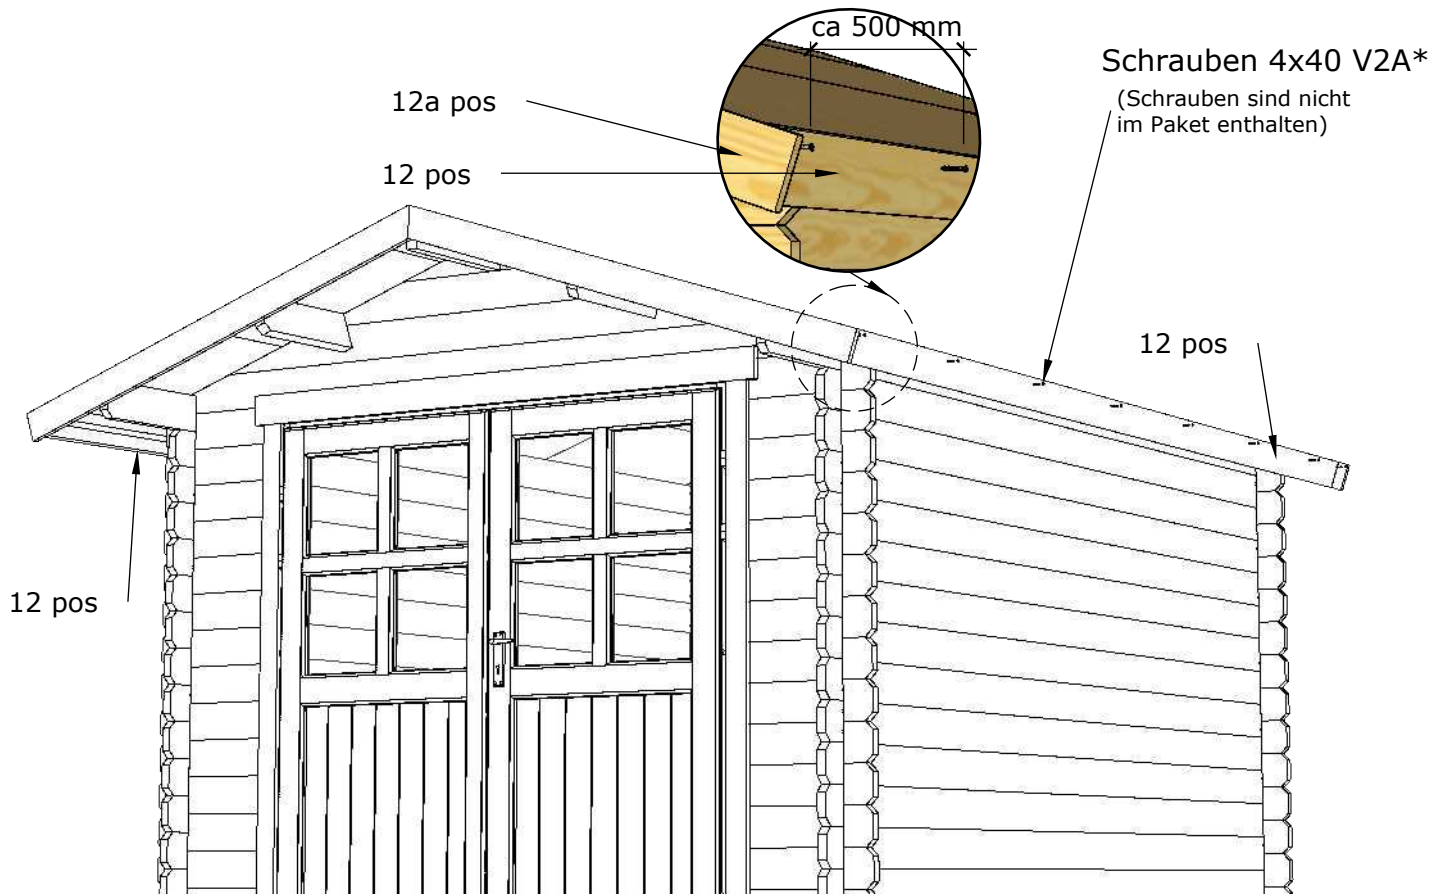 ca 500 mm
Schrauben 4x40 V2A*
(Schrauben sind nicht
im Paket enthalten)
12a pos
12 pos
12 pos
12 pos